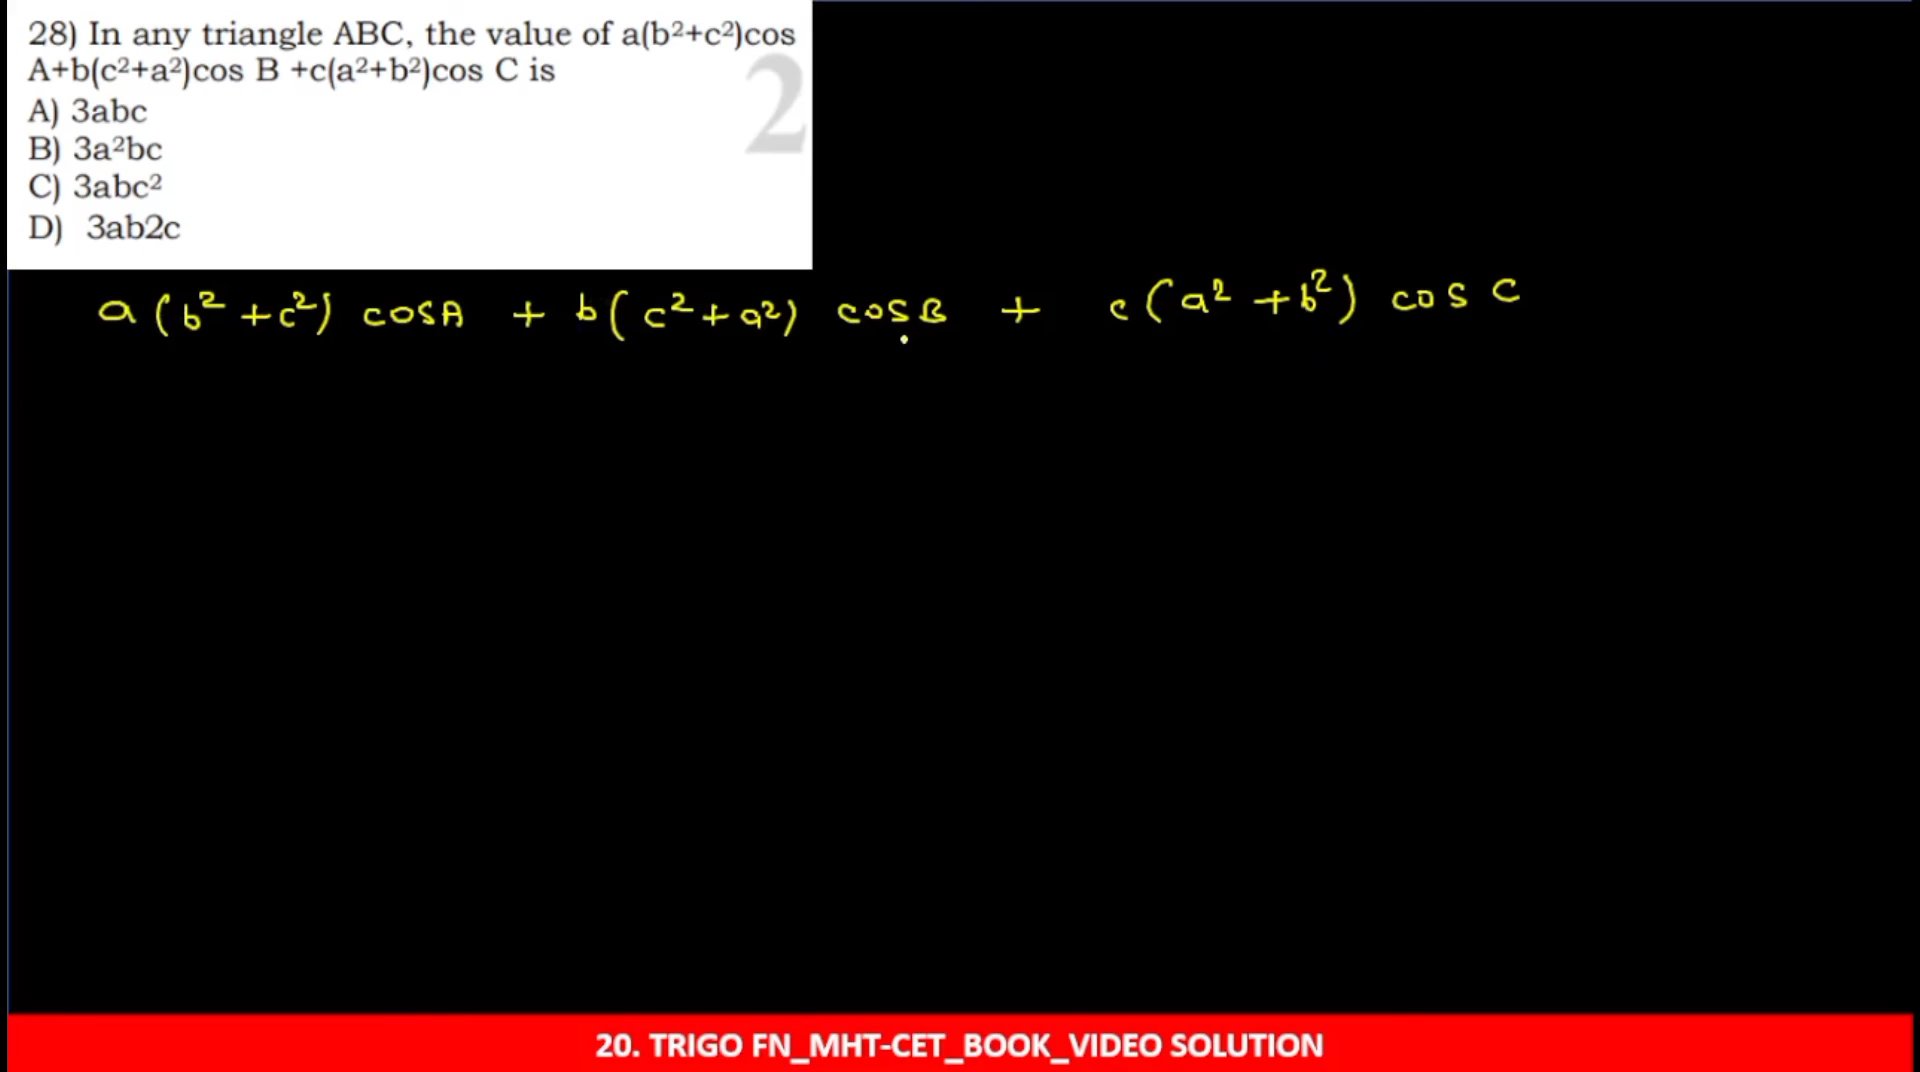 28) In any triangle ABC, the value of a(b²+c²)cos
A+b(c²+a²)cos B +c(a²+b²)cos C is
2
A) 3abc
B) 3a²bc
C) 3abc²
D) 3ab2c
a (b² + c²) cosA + b( c² + a²) cosB + c ( a² + b² ) cos C
20. TRIGO FN_MHT-CET_BOOK_VIDEO SOLUTION